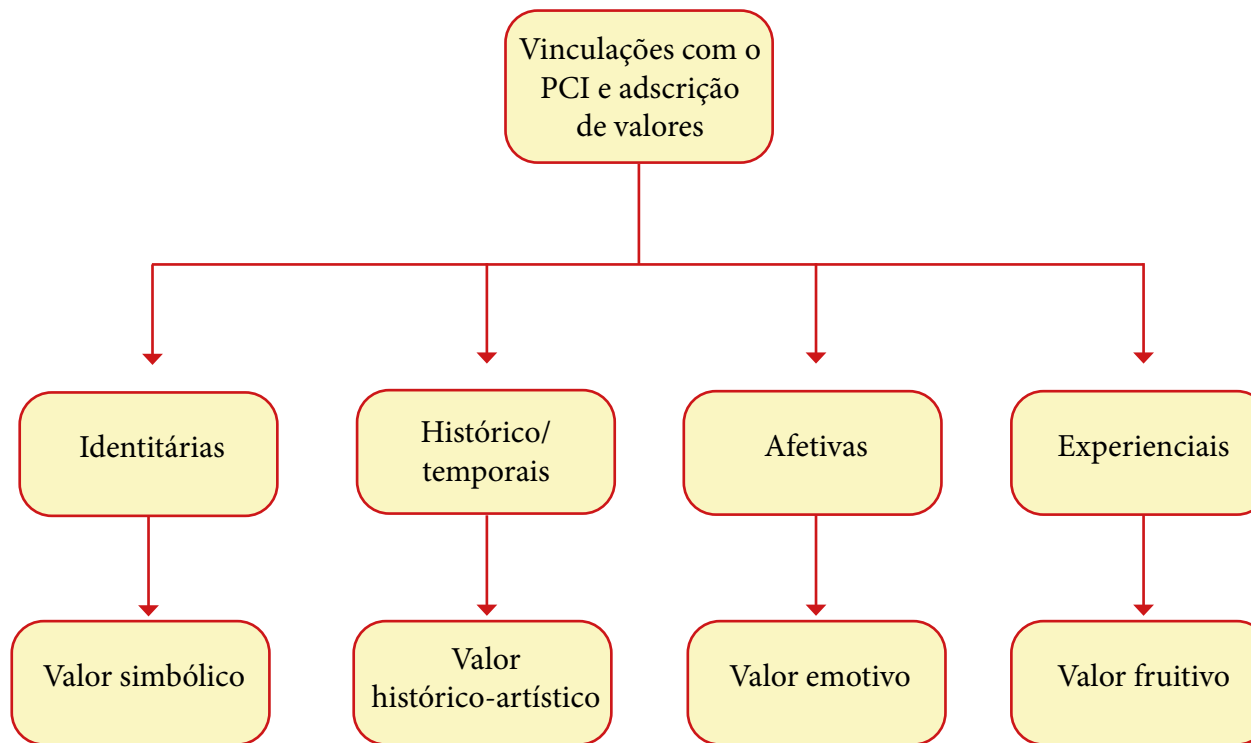 Vinculações com o
PCI e adscrição
de valores
Identitárias
Histórico/
temporais
Afetivas
Experienciais
Valor simbólico
Valor
histórico-artístico
Valor emotivo
Valor fruitivo